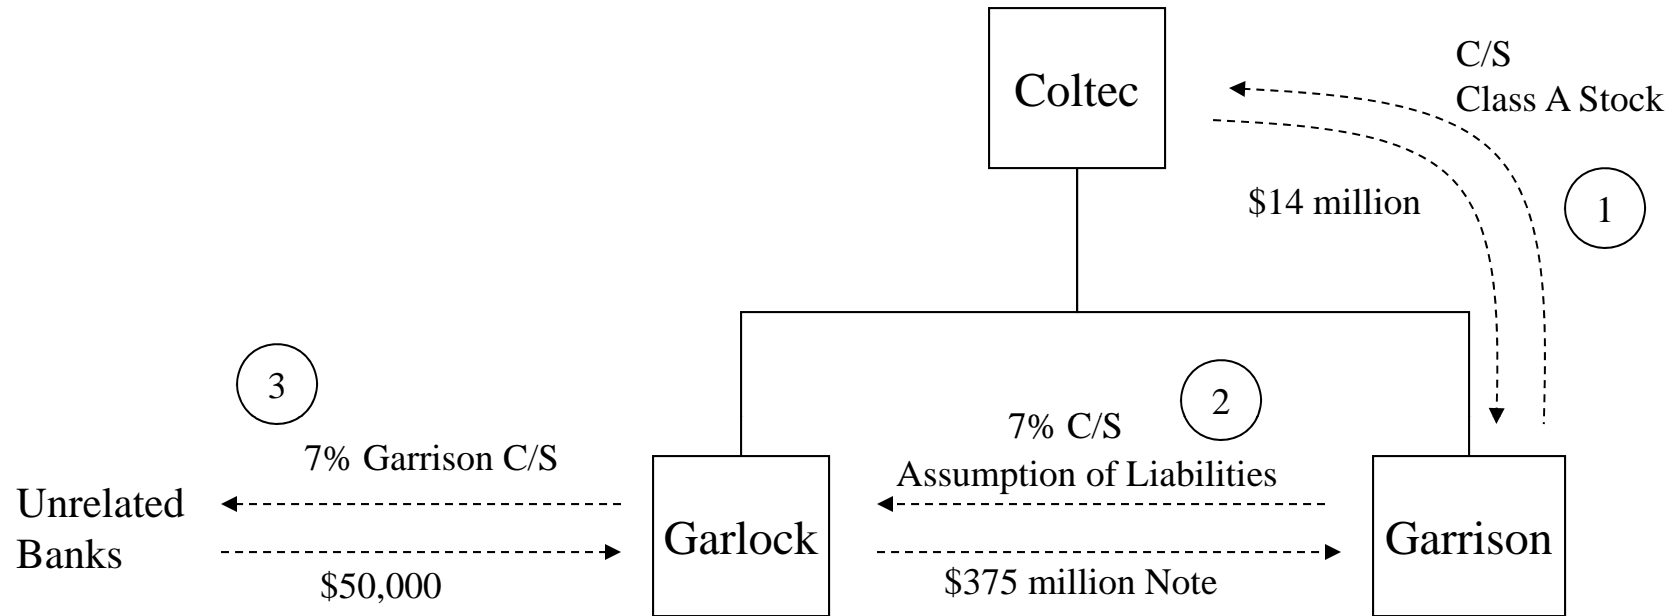 Coltec
C/S
Class A Stock
$14 million
1
3
2
7% Garrison C/S
7% C/S
Assumption of Liabilities
Unrelated
Banks
Garlock
Garrison
$50,000
$375 million Note